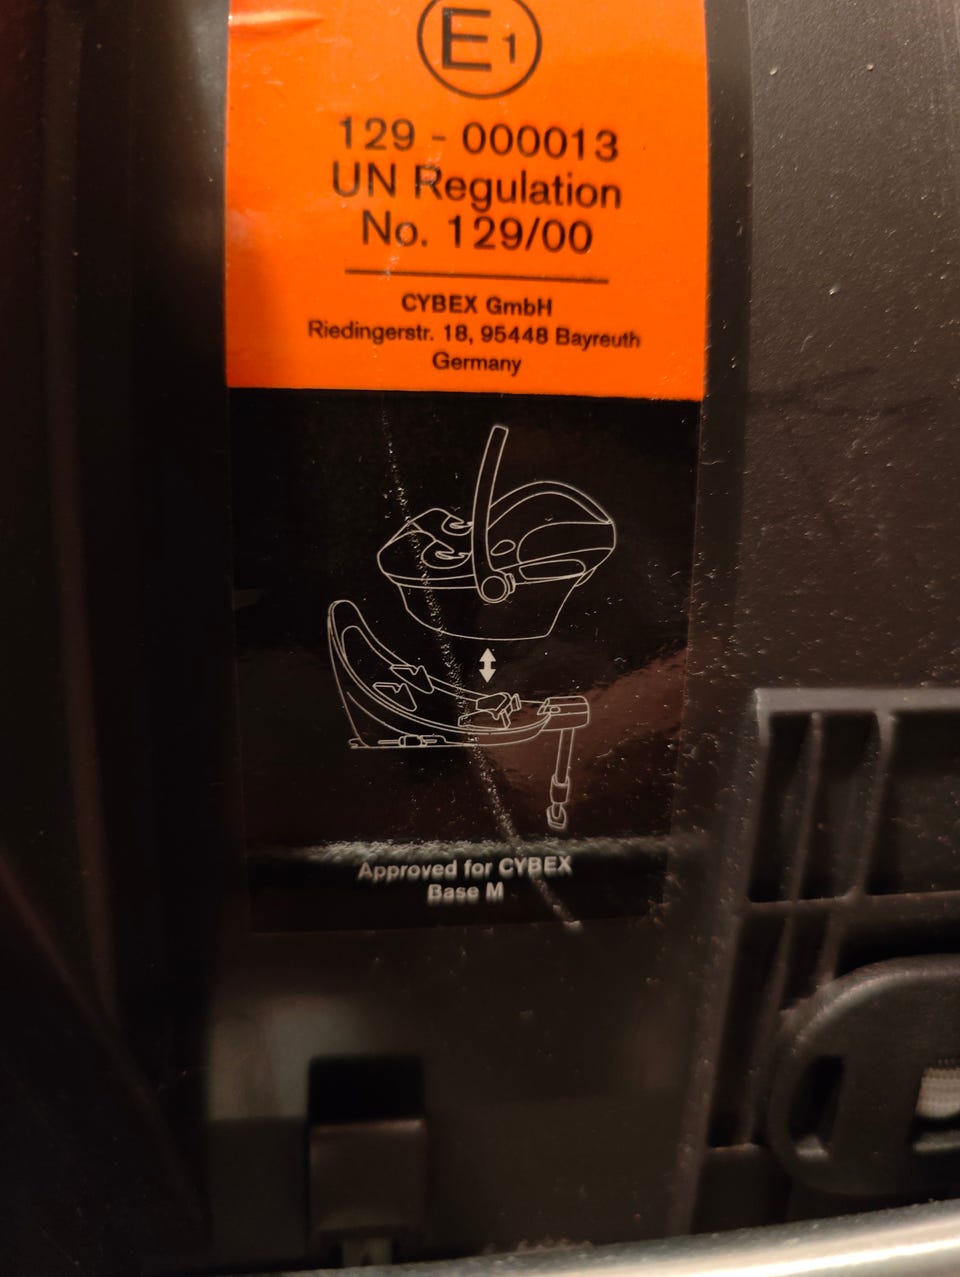 E1
129 - 000013
UN Regulation
No. 129/00
CYBEX GmbH
Riedingerstr. 18, 95448 Bayreuth
Germany
Approved for CYBEX
Base M